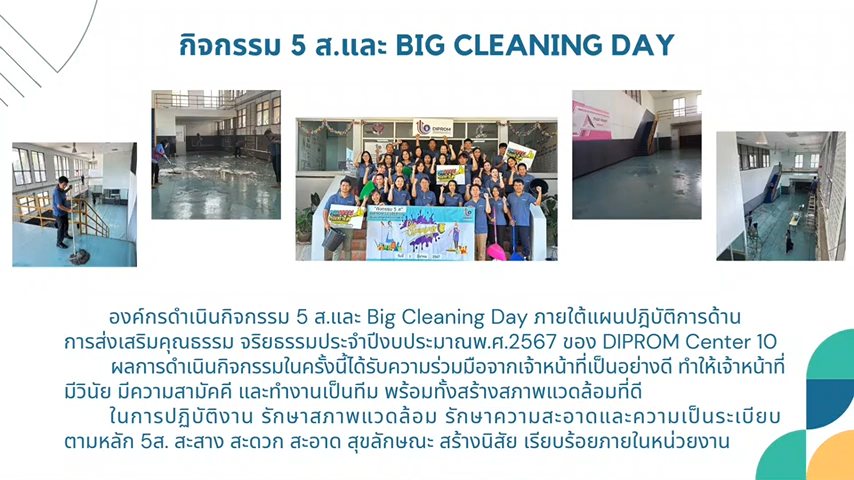 กิจกรรม 5 ส.และ BIG CLEANING DAY
DIPROM
"กิจกรรม 5 ส"
องค์กรดำเนินกิจกรรม 5 ส.และ Big Cleaning Day ภายใต้แผนปฎิบัติการด้าน
การส่งเสริมคุณธรรม จริยธรรมประจำปีงบประมาณพ.ศ.2567 ของ DIPROM Center 10
ผลการดำเนินกิจกรรมในครั้งนี้ได้รับความร่วมมือจากเจ้าหน้าที่เป็นอย่างดี ทำให้เจ้าหน้าที่
มีวินัย มีความสามัคคี และทำงานเป็นทีม พร้อมทั้งสร้างสภาพแวดล้อมที่ดี
ในการปฏิบัติงาน รักษาสภาพแวดล้อม รักษาความสะอาดและความเป็นระเบียบ
ตามหลัก 5ส. สะสาง สะดวก สะอาด สุขลักษณะ สร้างนิสัย เรียบร้อยภายในหน่วยงาน